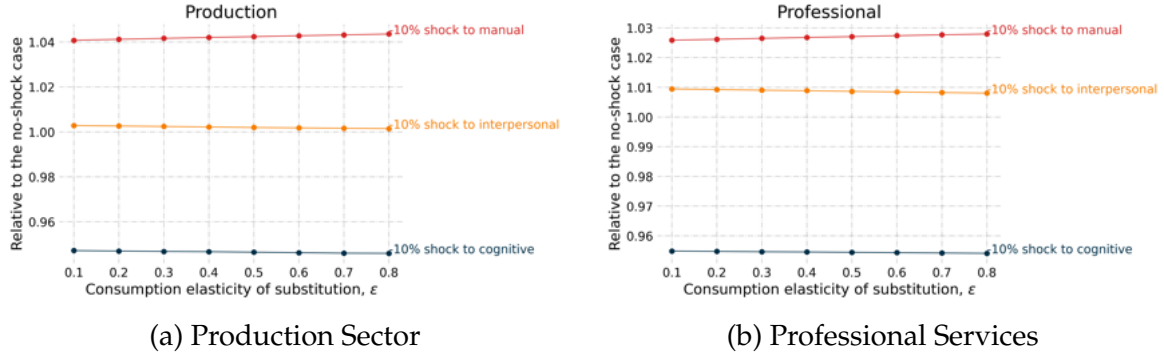 Production
Relative to the no-shock case
1.04
1.02
1.00
0.98
0.96
-10% shock to manual
-10% shock to interpersonal
-10% shock to cognitive
0.1 0.2 0.3 0.4 0.5 0.6 0.7 0.8
Consumption elasticity of substitution, ε
(a) Production Sector
Professional
Relative to the no-shock case
1.03
1.02
1.01
1.00
0.99
0.98
0.97
0.96
-10% shock to manual
-10% shock to interpersonal
-10% shock to cognitive
0.1 0.2 0.3 0.4 0.5 0.6 0.7 0.8
Consumption elasticity of substitution, ε
(b) Professional Services